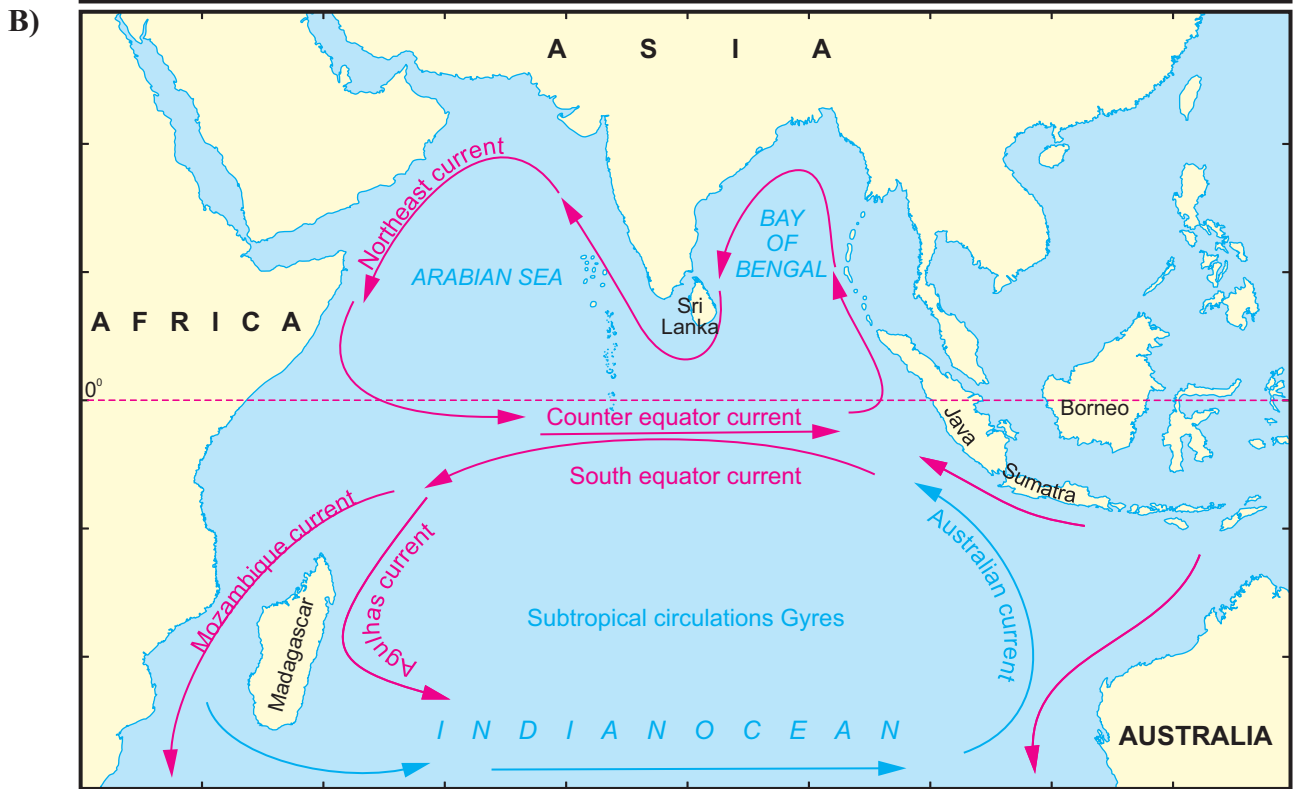 B)
A S I A
Northeast current
BAY
OF
BENGAL
ARABIAN SEA
Sri
Lanka
A F R I C A
0⁰
Counter equator current
Borneo
Java
South equator current
Sumatra
Mozambique current
Agulhas current
Australian current
Subtropical circulations Gyres
Madagascar
I N D I A N O C E A N
AUSTRALIA